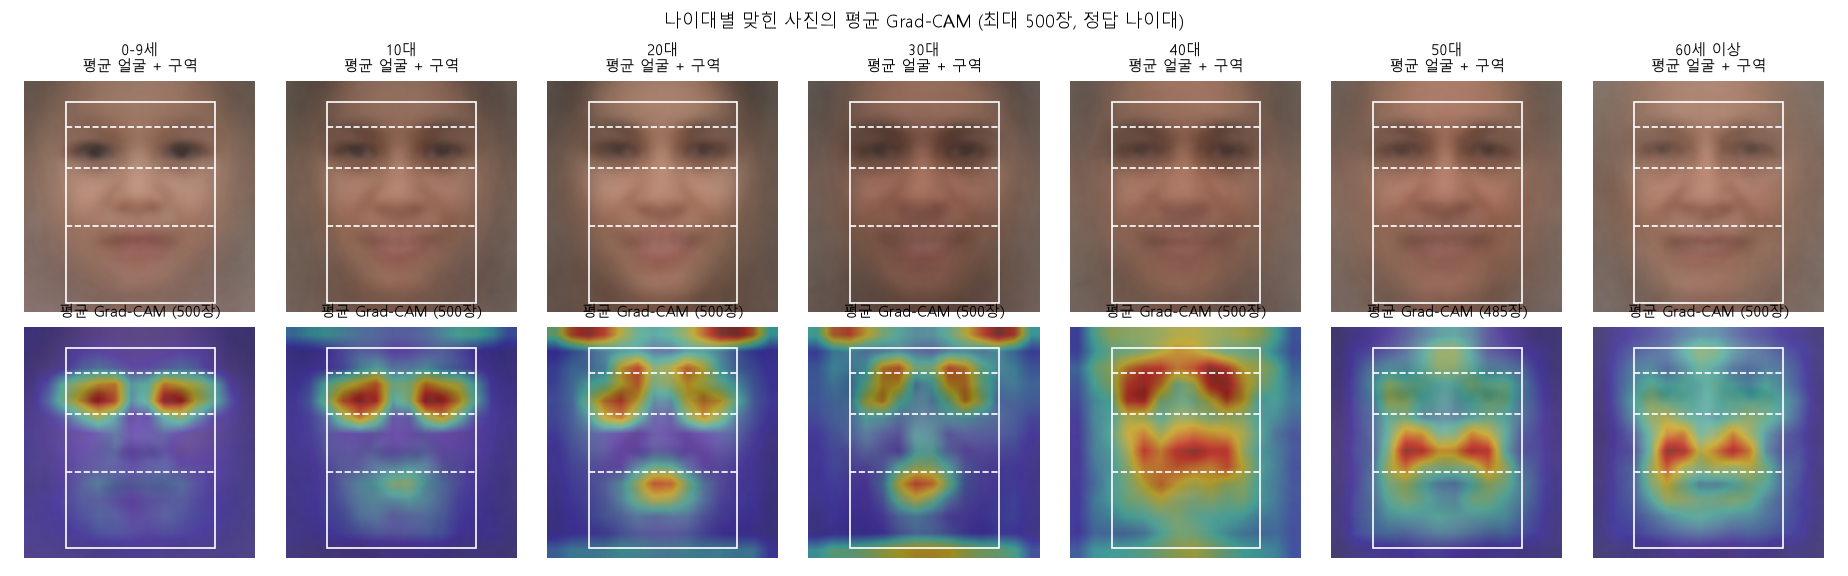 나이대별 맞힌 사진의 평균 Grad-CAM (최대 500장, 정답 나이대)
0-9세
평균 얼굴 + 구역
10대
평균 얼굴 + 구역
20대
평균 얼굴 + 구역
30대
평균 얼굴 + 구역
40대
평균 얼굴 + 구역
50대
평균 얼굴 + 구역
60세 이상
평균 얼굴 + 구역
평균 Grad-CAM (500장)
평균 Grad-CAM (500장)
평균 Grad-CAM (500장)
평균 Grad-CAM (500장)
평균 Grad-CAM (500장)
평균 Grad-CAM (485장)
평균 Grad-CAM (500장)